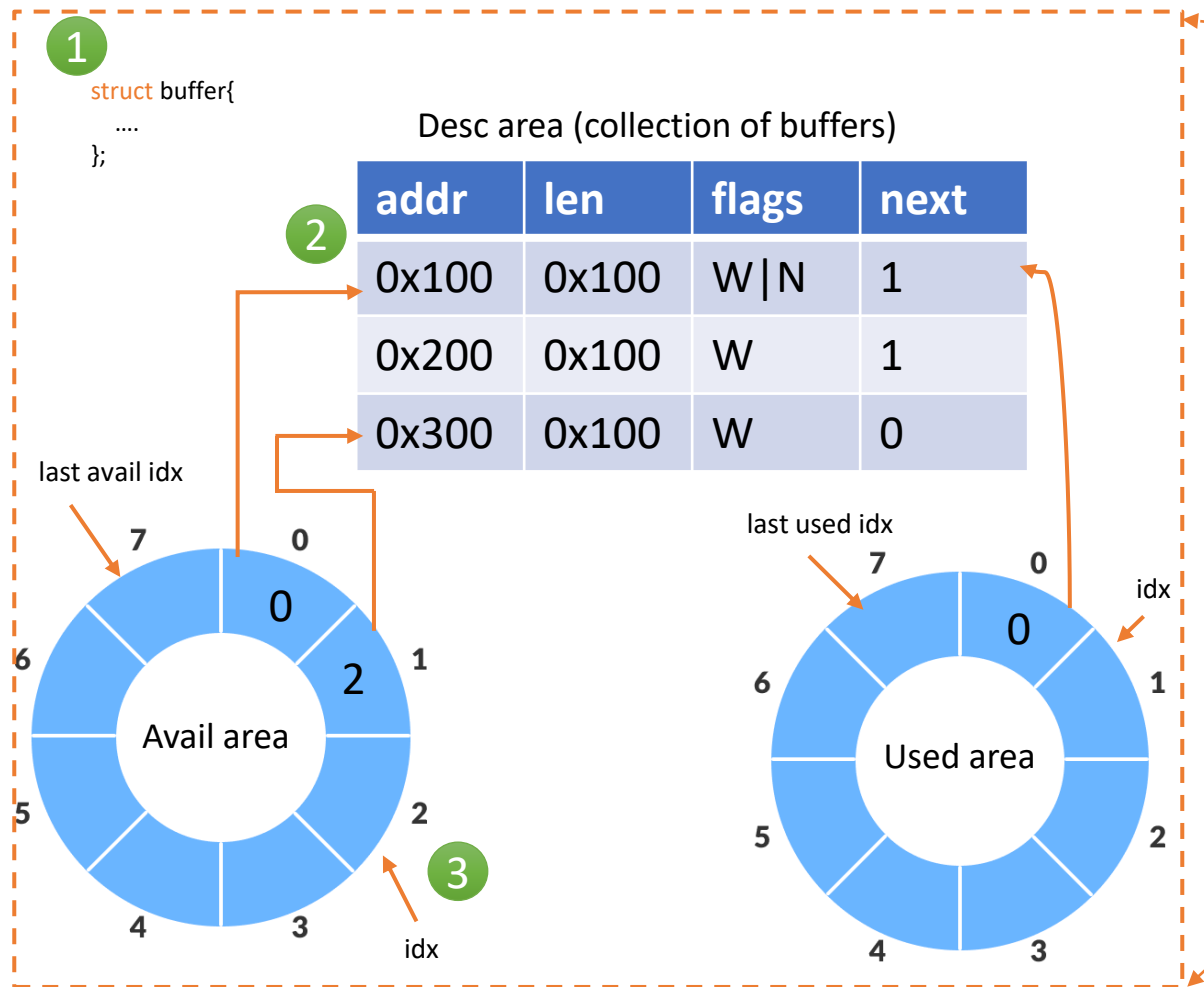 1
struct buffer{
....
};
Desc area (collection of buffers)
addr len flags next
2
0x100 0x100 W|N 1
0x200 0x100 W 1
0x300 0x100 W 0
last avail idx
7 0
0
6 1
2
Avail area
5 2
3
4 3
idx
last used idx
7 0
idx
0
6 1
Used area
5 2
4 3